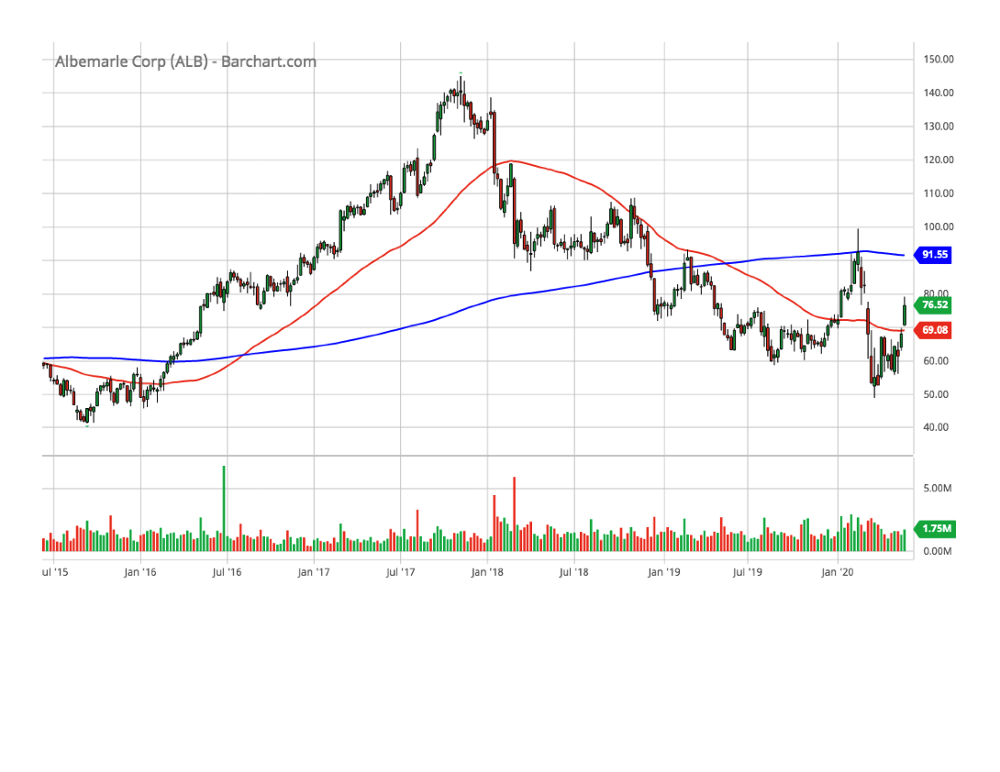 Albemarle Corp (ALB) - Barchart.com
150.00
140.00
130.00
120.00
110.00
100.00
91.55
80.00
76.52
69.08
60.00
50.00
40.00
5.00M
1.75M
0.00M
ul '15
Jan '16
Jul '16
Jan '17
Jul '17
Jan '18
Jul '18
Jan '19
Jul '19
Jan '20